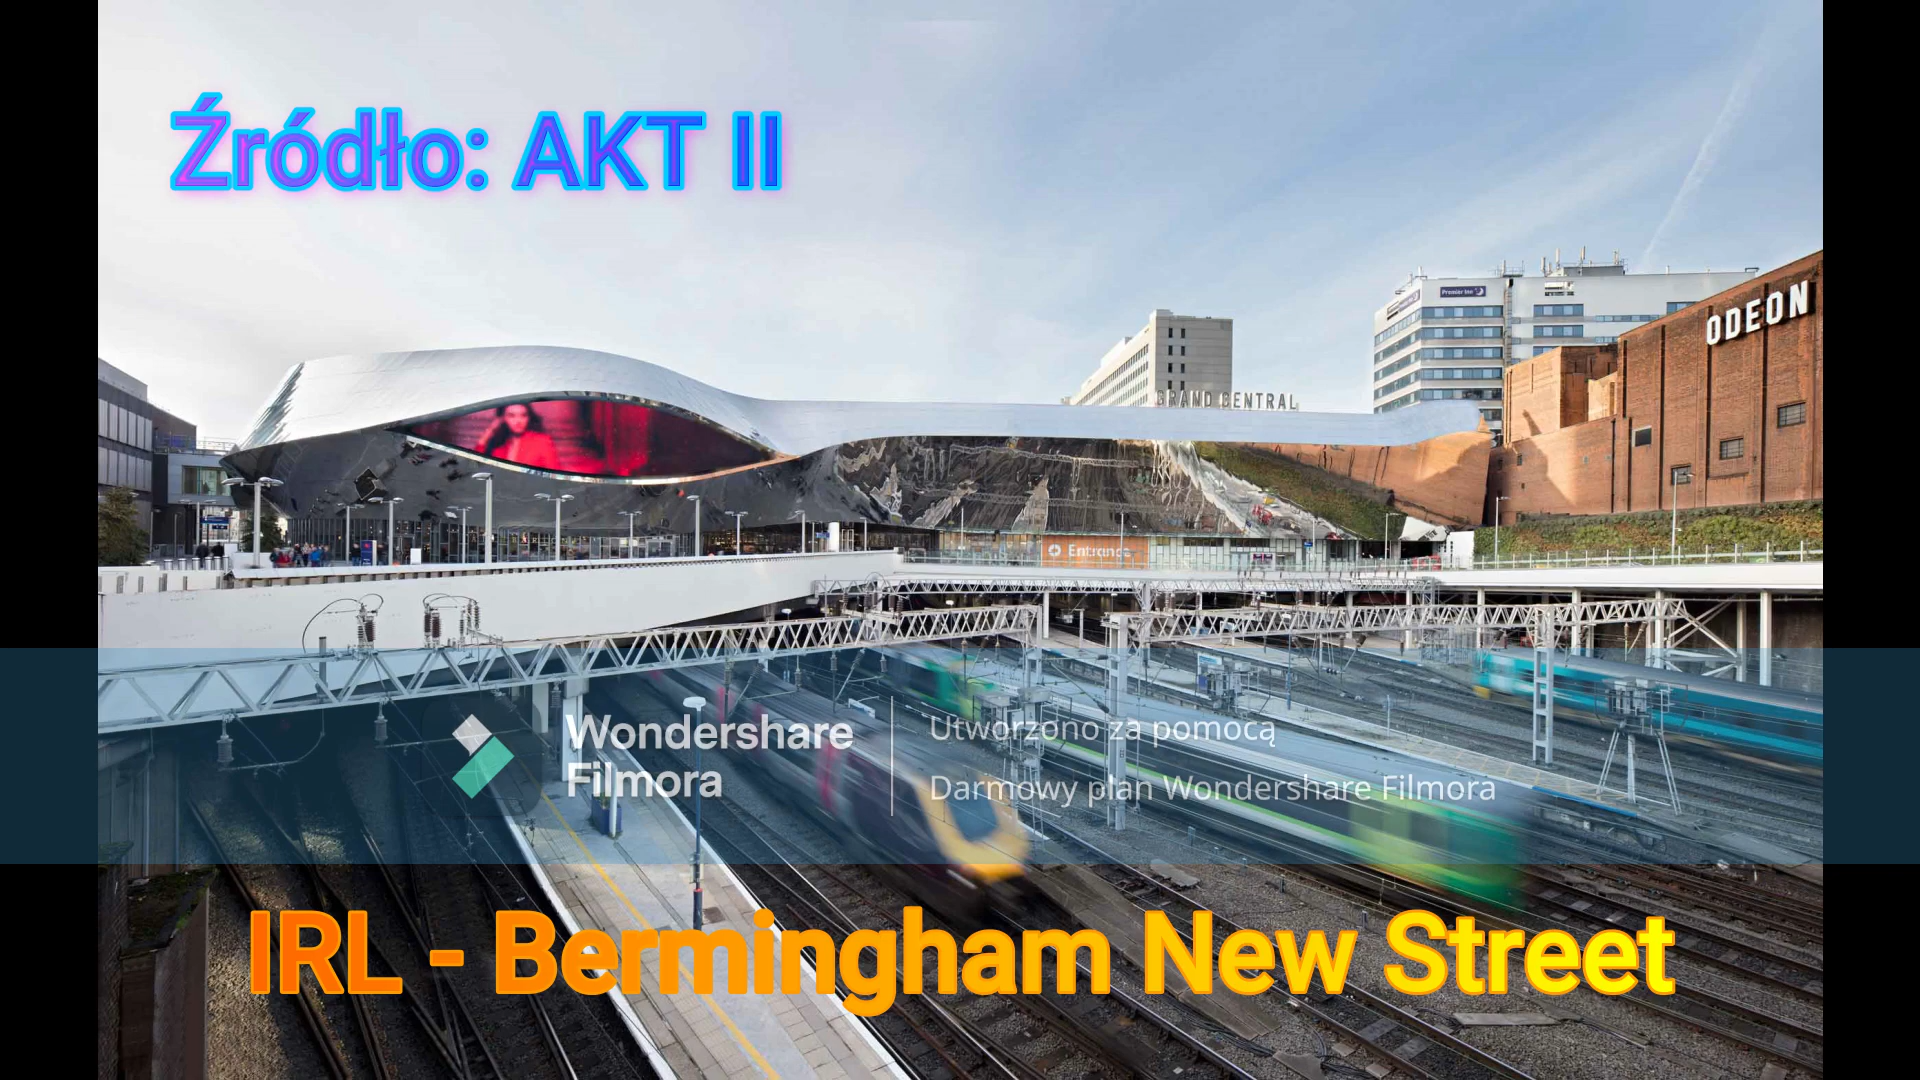 Źródło: AKT II
Premier Inn
ODEON
GRAND CENTRAL
Entrance
Wondershare
Filmora
Utworzono za pomocą
Darmowy plan Wondershare Filmora
IRL - Bermingham New Street